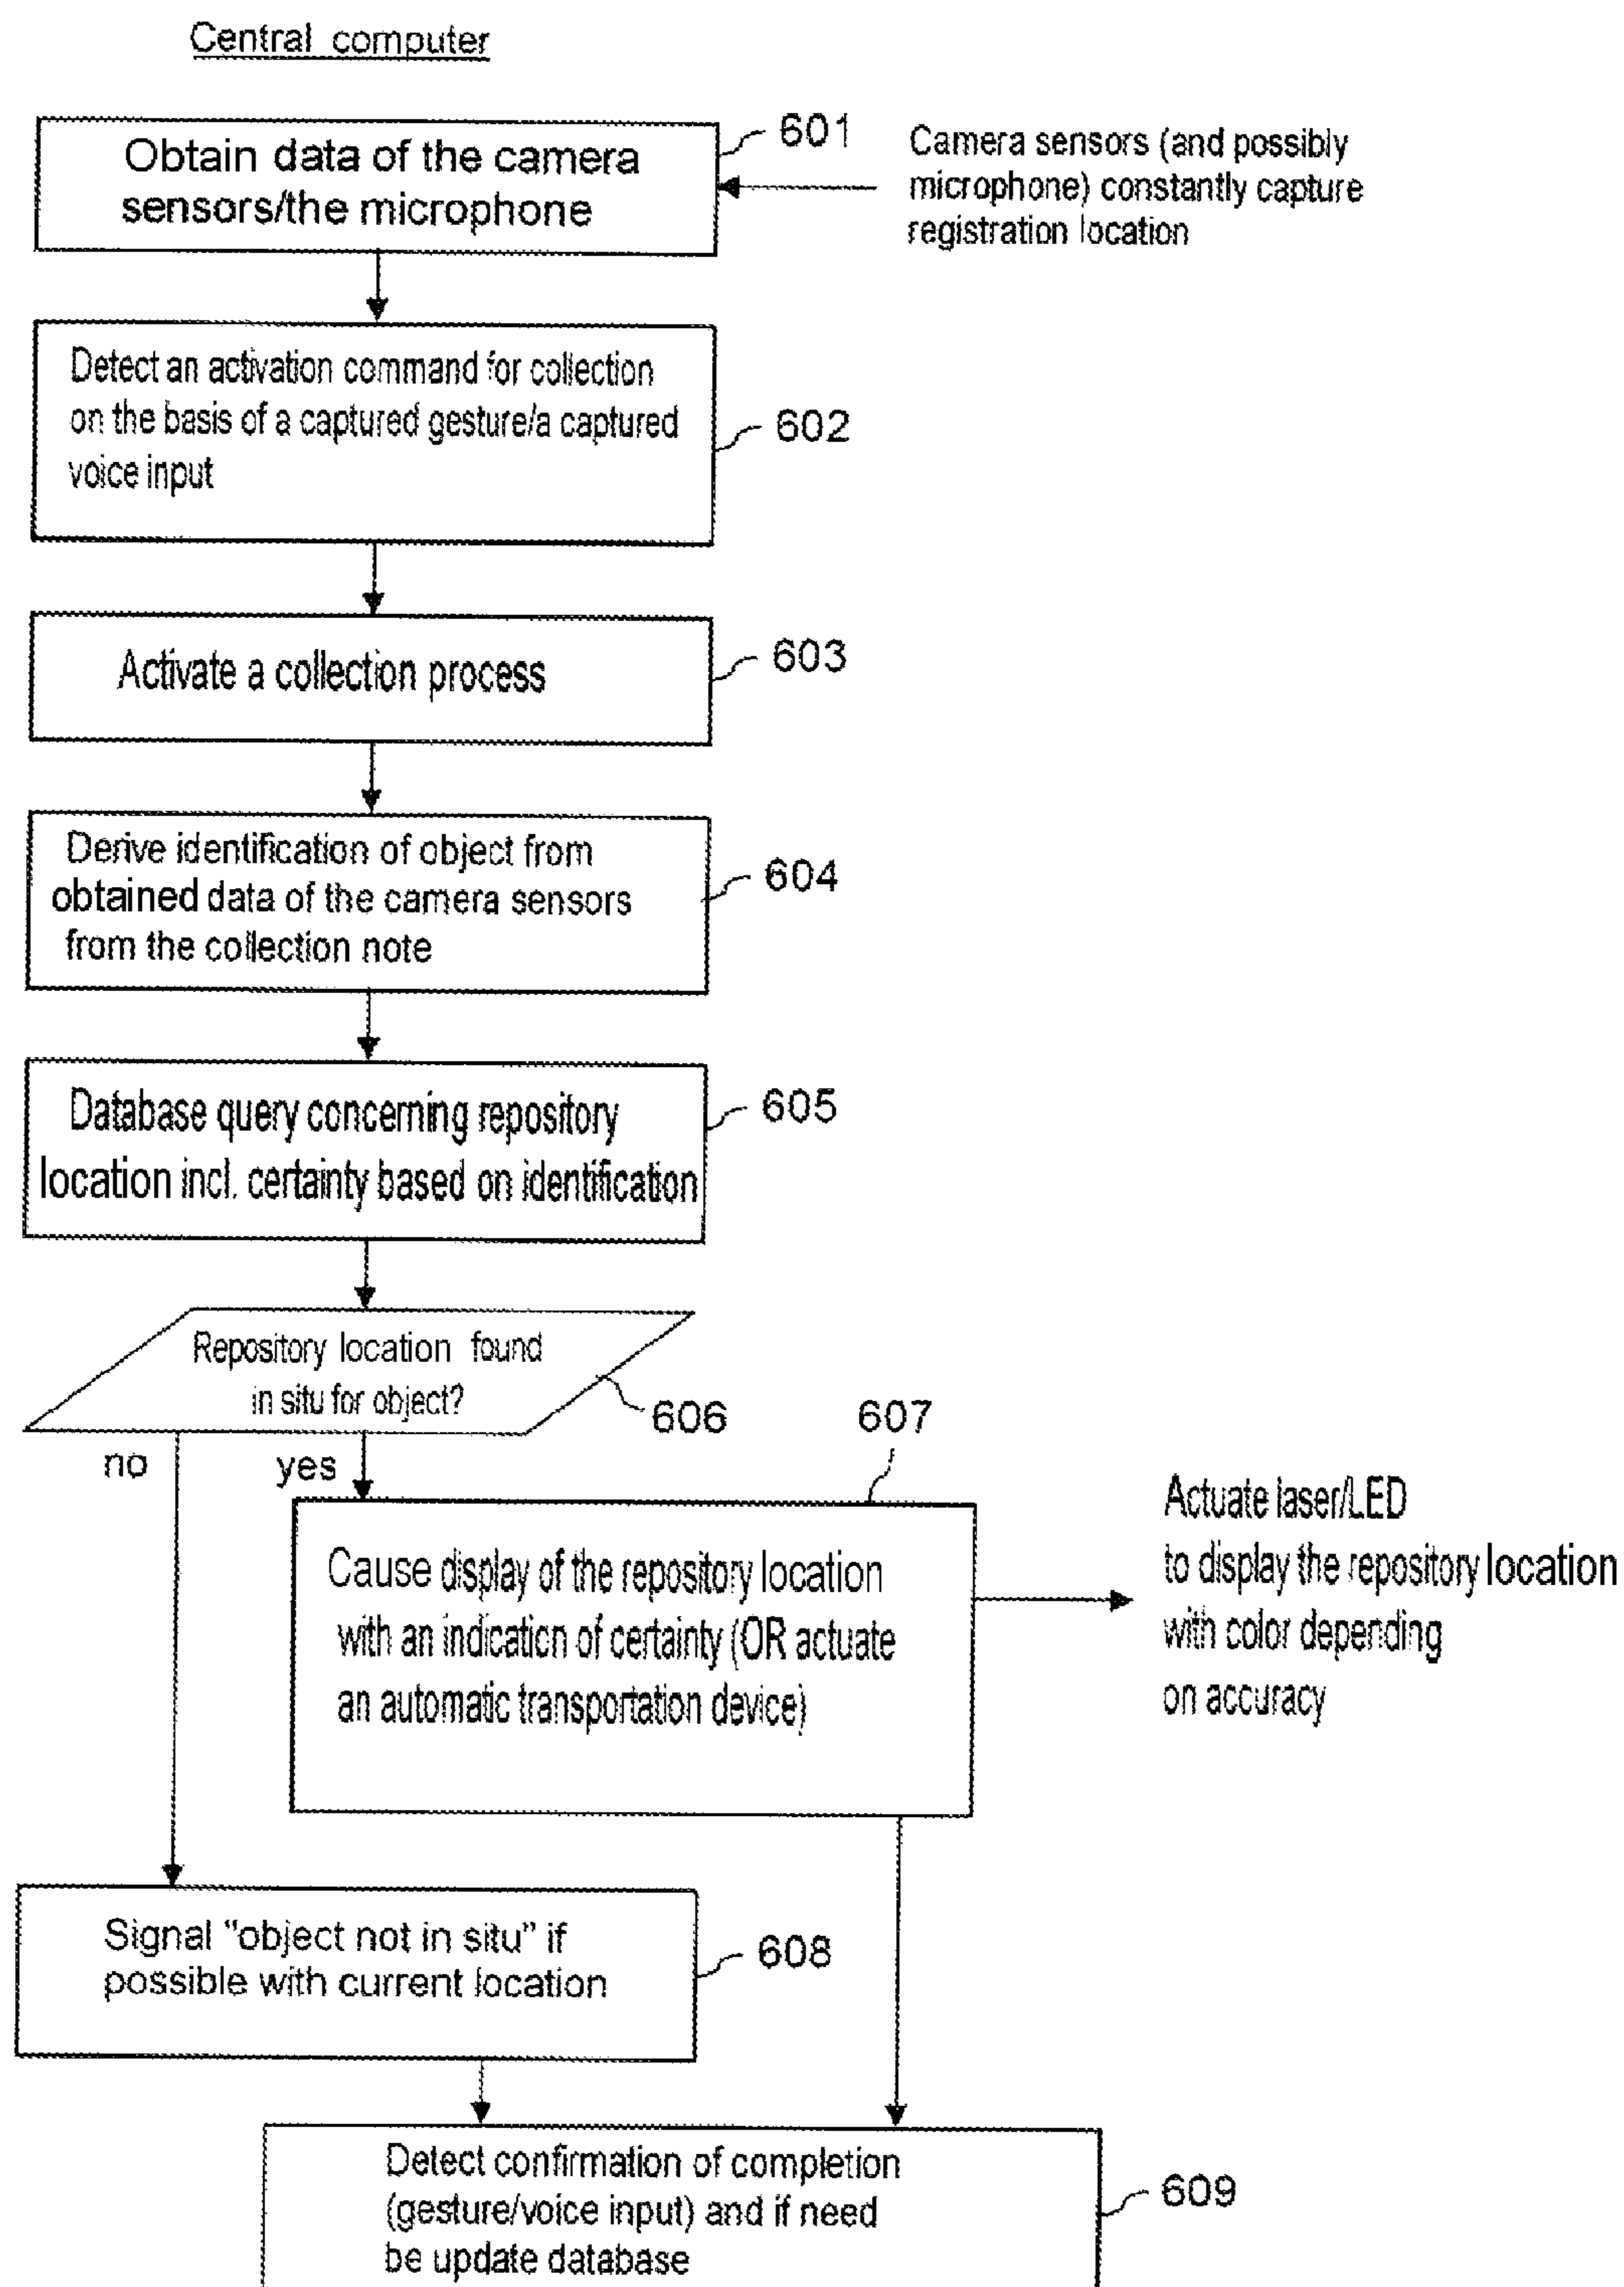 Central computer
Obtain data of the camera
sensors/the microphone
601
Camera sensors (and possibly
microphone) constantly capture
registration location
Detect an activation command for collection
on the basis of a captured gesture/a captured
voice input
602
Activate a collection process
603
Derive identification of object from
obtained data of the camera sensors
from the collection note
604
Database query concerning repository
location incl. certainty based on identification
605
Repository location found
in situ for object?
606
no
yes
607
Cause display of the repository location
with an indication of certainty (OR actuate
an automatic transportation device)
Actuate laser/LED
to display the repository location
with color depending
on accuracy
Signal "object not in situ" if
possible with current location
608
Detect confirmation of completion
(gesture/voice input) and if need
be update database
609